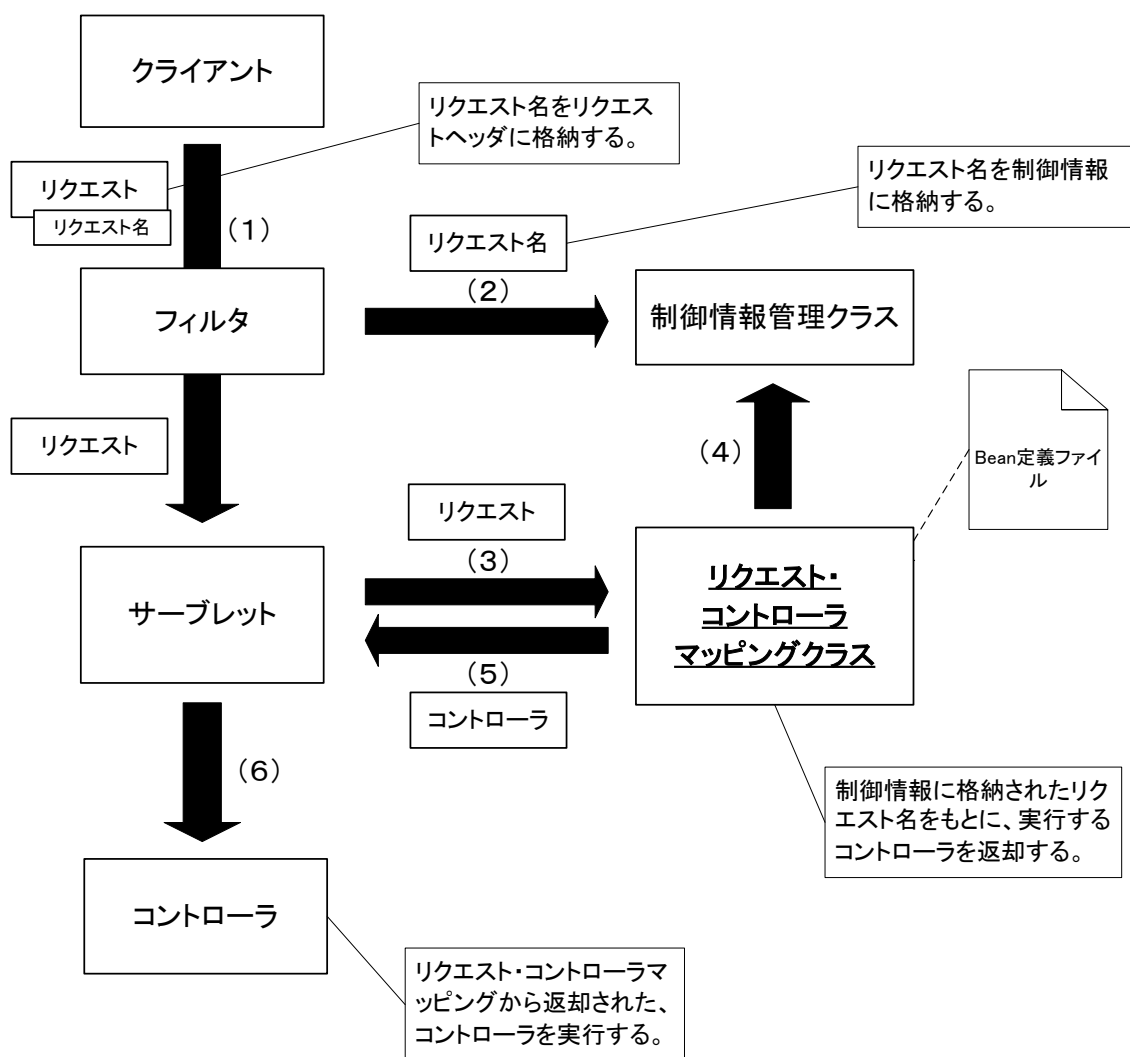 クライアント
リクエスト名をリクエス
トヘッダに格納する。
リクエスト
リクエスト名
（1）
リクエスト名を制御情報
に格納する。
リクエスト名
（2）
フィルタ
制御情報管理クラス
リクエスト
（4）
Bean定義ファイ
ル
リクエスト
（3）
サーブレット
リクエスト・
コントローラ
マッピングクラス
（5）
コントローラ
（6）
制御情報に格納されたリク
エスト名をもとに、実行する
コントローラを返却する。
コントローラ
リクエスト・コントローラマ
ッピングから返却された、
コントローラを実行する。